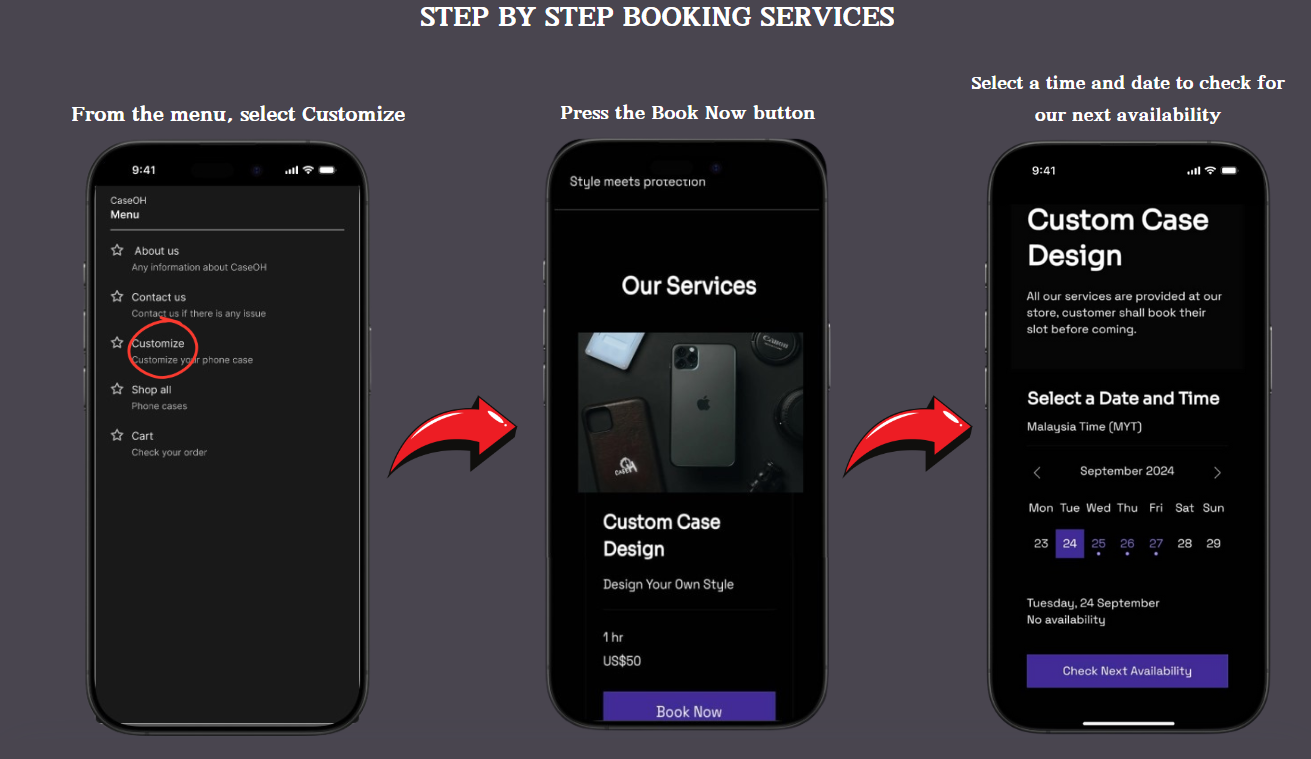 STEP BY STEP BOOKING SERVICES
From the menu, select Customize
9:41
CaseOH
Menu
About us
Any information about CaseOH
Contact us
Contact us if there is any issue
Customize
Customize your phone case
Shop all
Phone cases
Cart
Check your order
Press the Book Now button
Style meets protection
Our Services
Canon
CASEOH
Custom Case
Design
Design Your Own Style
1 hr
US$50
Book Now
Select a time and date to check for
our next availability
9:41
Custom Case
Design
All our services are provided at our
store, customer shall book their
slot before coming.
Select a Date and Time
Malaysia Time (MYT)
September 2024
Mon Tue Wed Thu Fri Sat Sun
23 24 25 26 27 28 29
Tuesday, 24 September
No availability
Check Next Availability